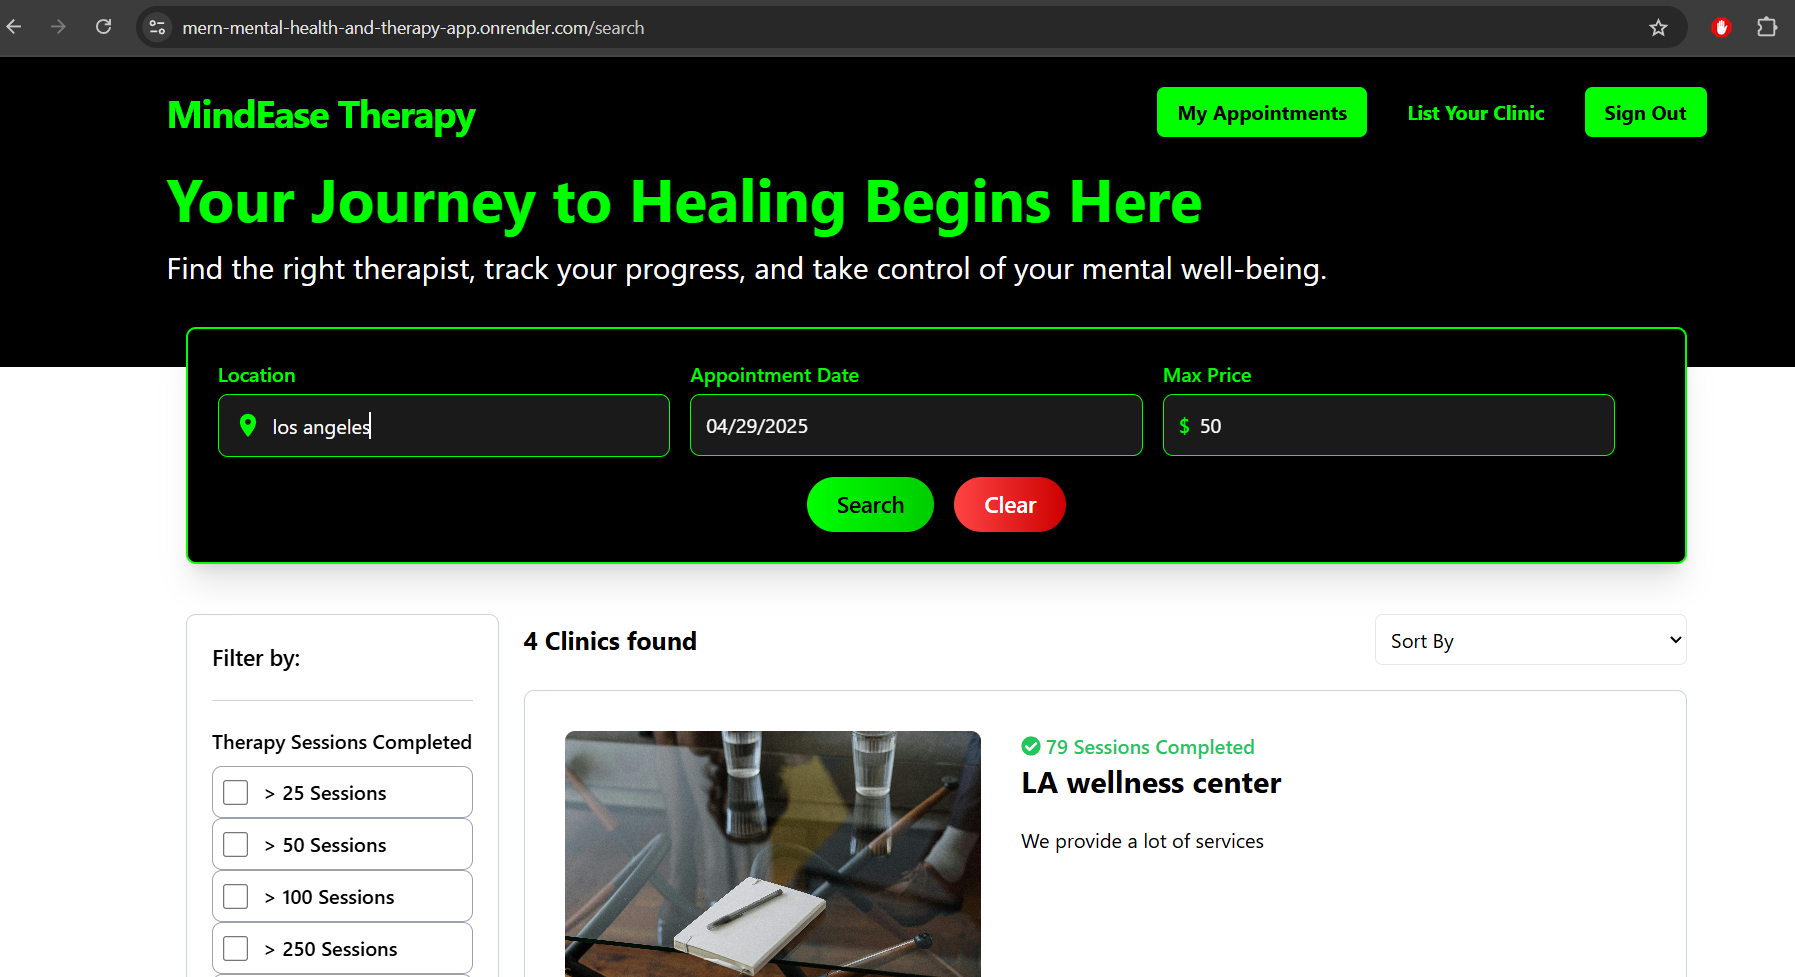 mern-mental-health-and-therapy-app.onrender.com/search
MindEase Therapy
My Appointments
List Your Clinic
Sign Out
Your Journey to Healing Begins Here
Find the right therapist, track your progress, and take control of your mental well-being.
Location
Appointment Date
Max Price
los angeles
04/29/2025
$ 50
Search
Clear
Filter by:
4 Clinics found
Sort By
Therapy Sessions Completed
> 25 Sessions
> 50 Sessions
> 100 Sessions
> 250 Sessions
79 Sessions Completed
LA wellness center
We provide a lot of services